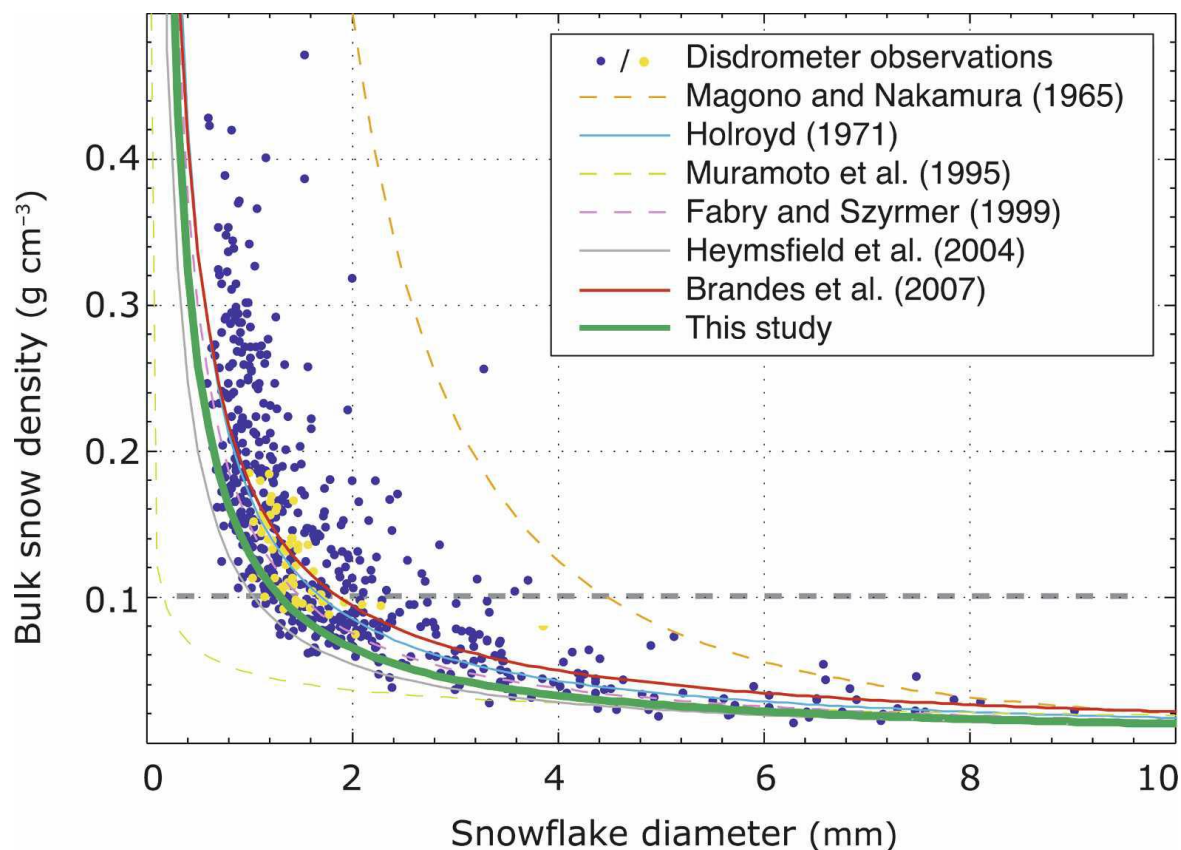 / Disdrometer observations
Magono and Nakamura (1965)
Holroyd (1971)
Muramoto et al. (1995)
Fabry and Szyrmer (1999)
Heymsfield et al. (2004)
Brandes et al. (2007)
This study
Bulk snow density (g cm⁻³)
0.4
0.3
0.2
0.1
0 2 4 6 8 10
Snowflake diameter (mm)